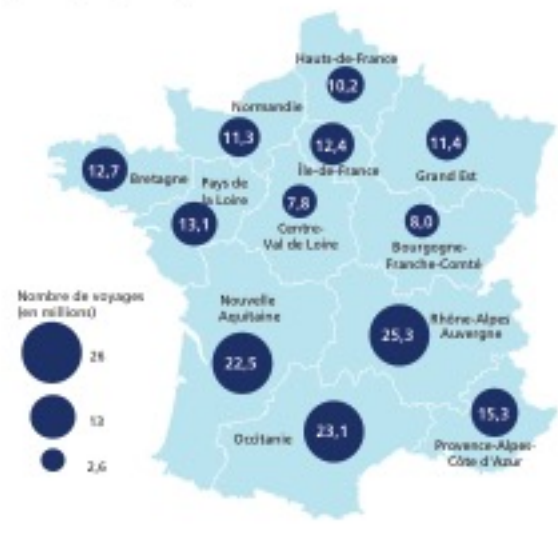 Hauts-de-France
10,2
Normandie
11,3
12,4
Île-de-France
11,4
Grand Est
12,7
Bretagne
Pays de
la Loire
13,1
7,8
Centre-
Val de Loire
8,0
Bourgogne-
Franche-Comté
Nombre de voyages
(en millions)
26
13
2,6
Nouvelle
Aquitaine
22,5
25,3
Rhône-Alpes
Auvergne
Occitanie
23,1
15,3
Provence-Alpes-
Côte d'Azur